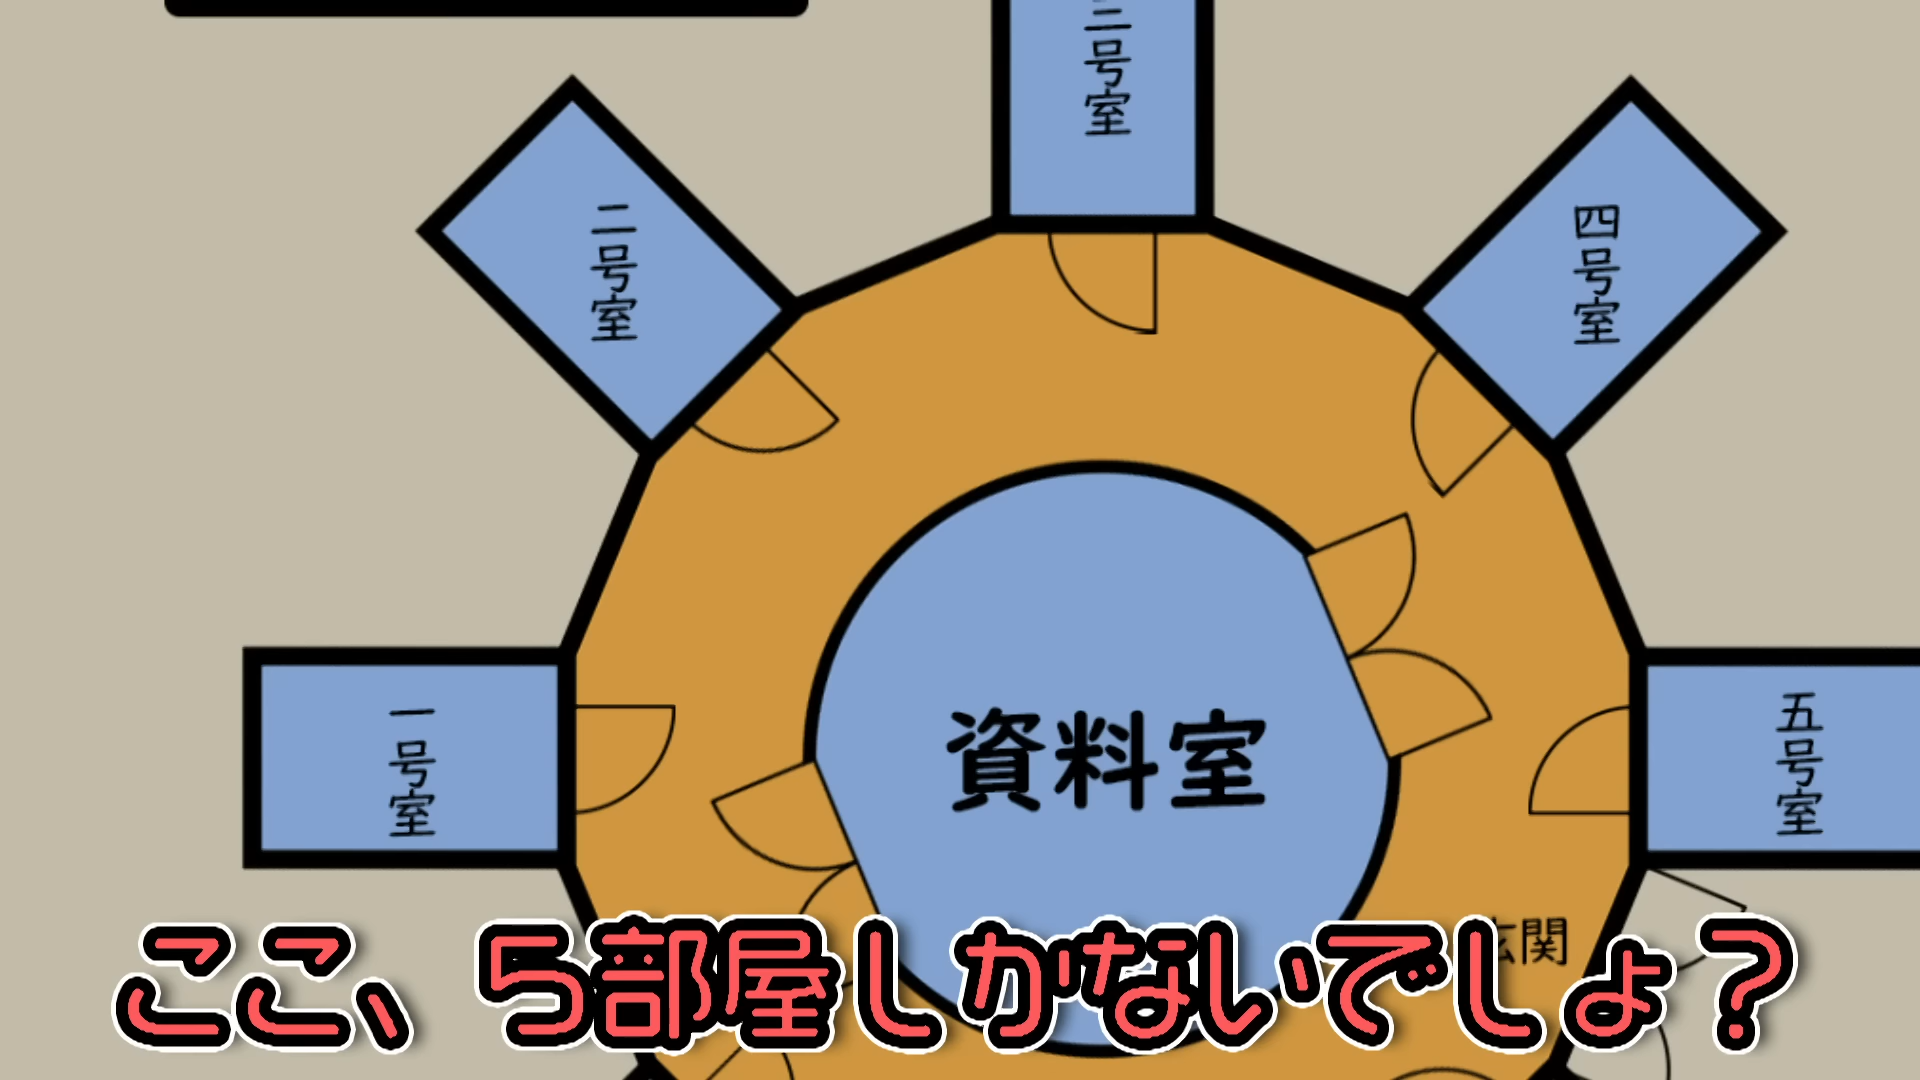 三号室
二号室
四号室
一号室
資料室
五号室
玄関
ここ、5部屋しかないでしょ？